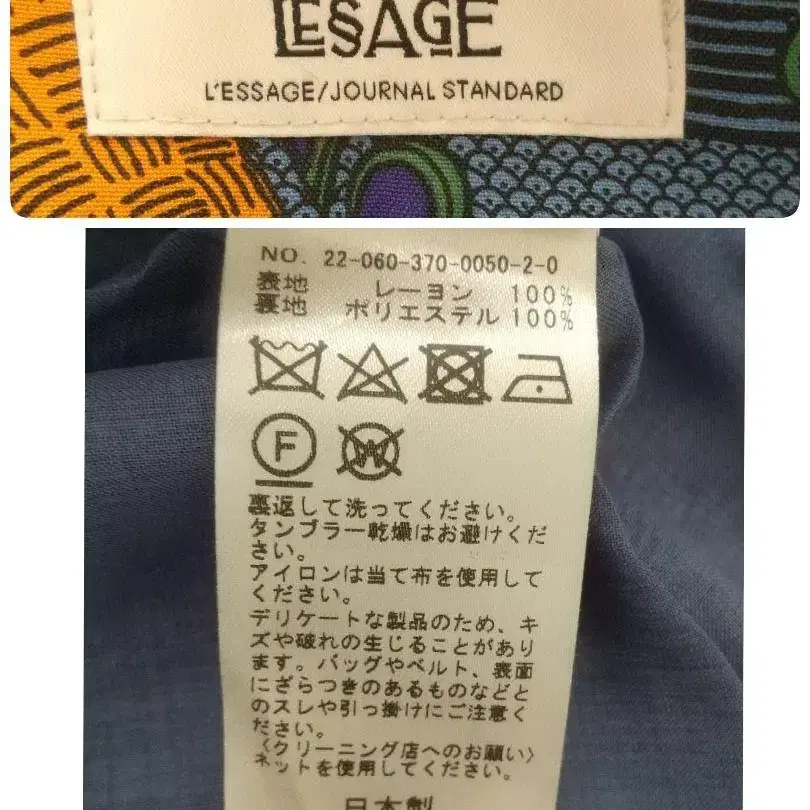 LESSAGE
L'ESSAGE/JOURNAL STANDARD
NO. 22-060-370-0050-2-0
表地 レーヨン 100%
裏地 ポリエステル 100%
F
W
裏返して洗ってください。
タンブラー乾燥はお避けくだ
さい。
アイロンは当て布を使用して
ください。
デリケートな製品のため、キ
ズや破れの生じることがあり
ます。バッグやベルト、表面
にざらつきのあるものなどと
のスレや引っ掛けにご注意く
ださい。
〈クリーニング店へのお願い〉
ネットを使用してください。
日本製